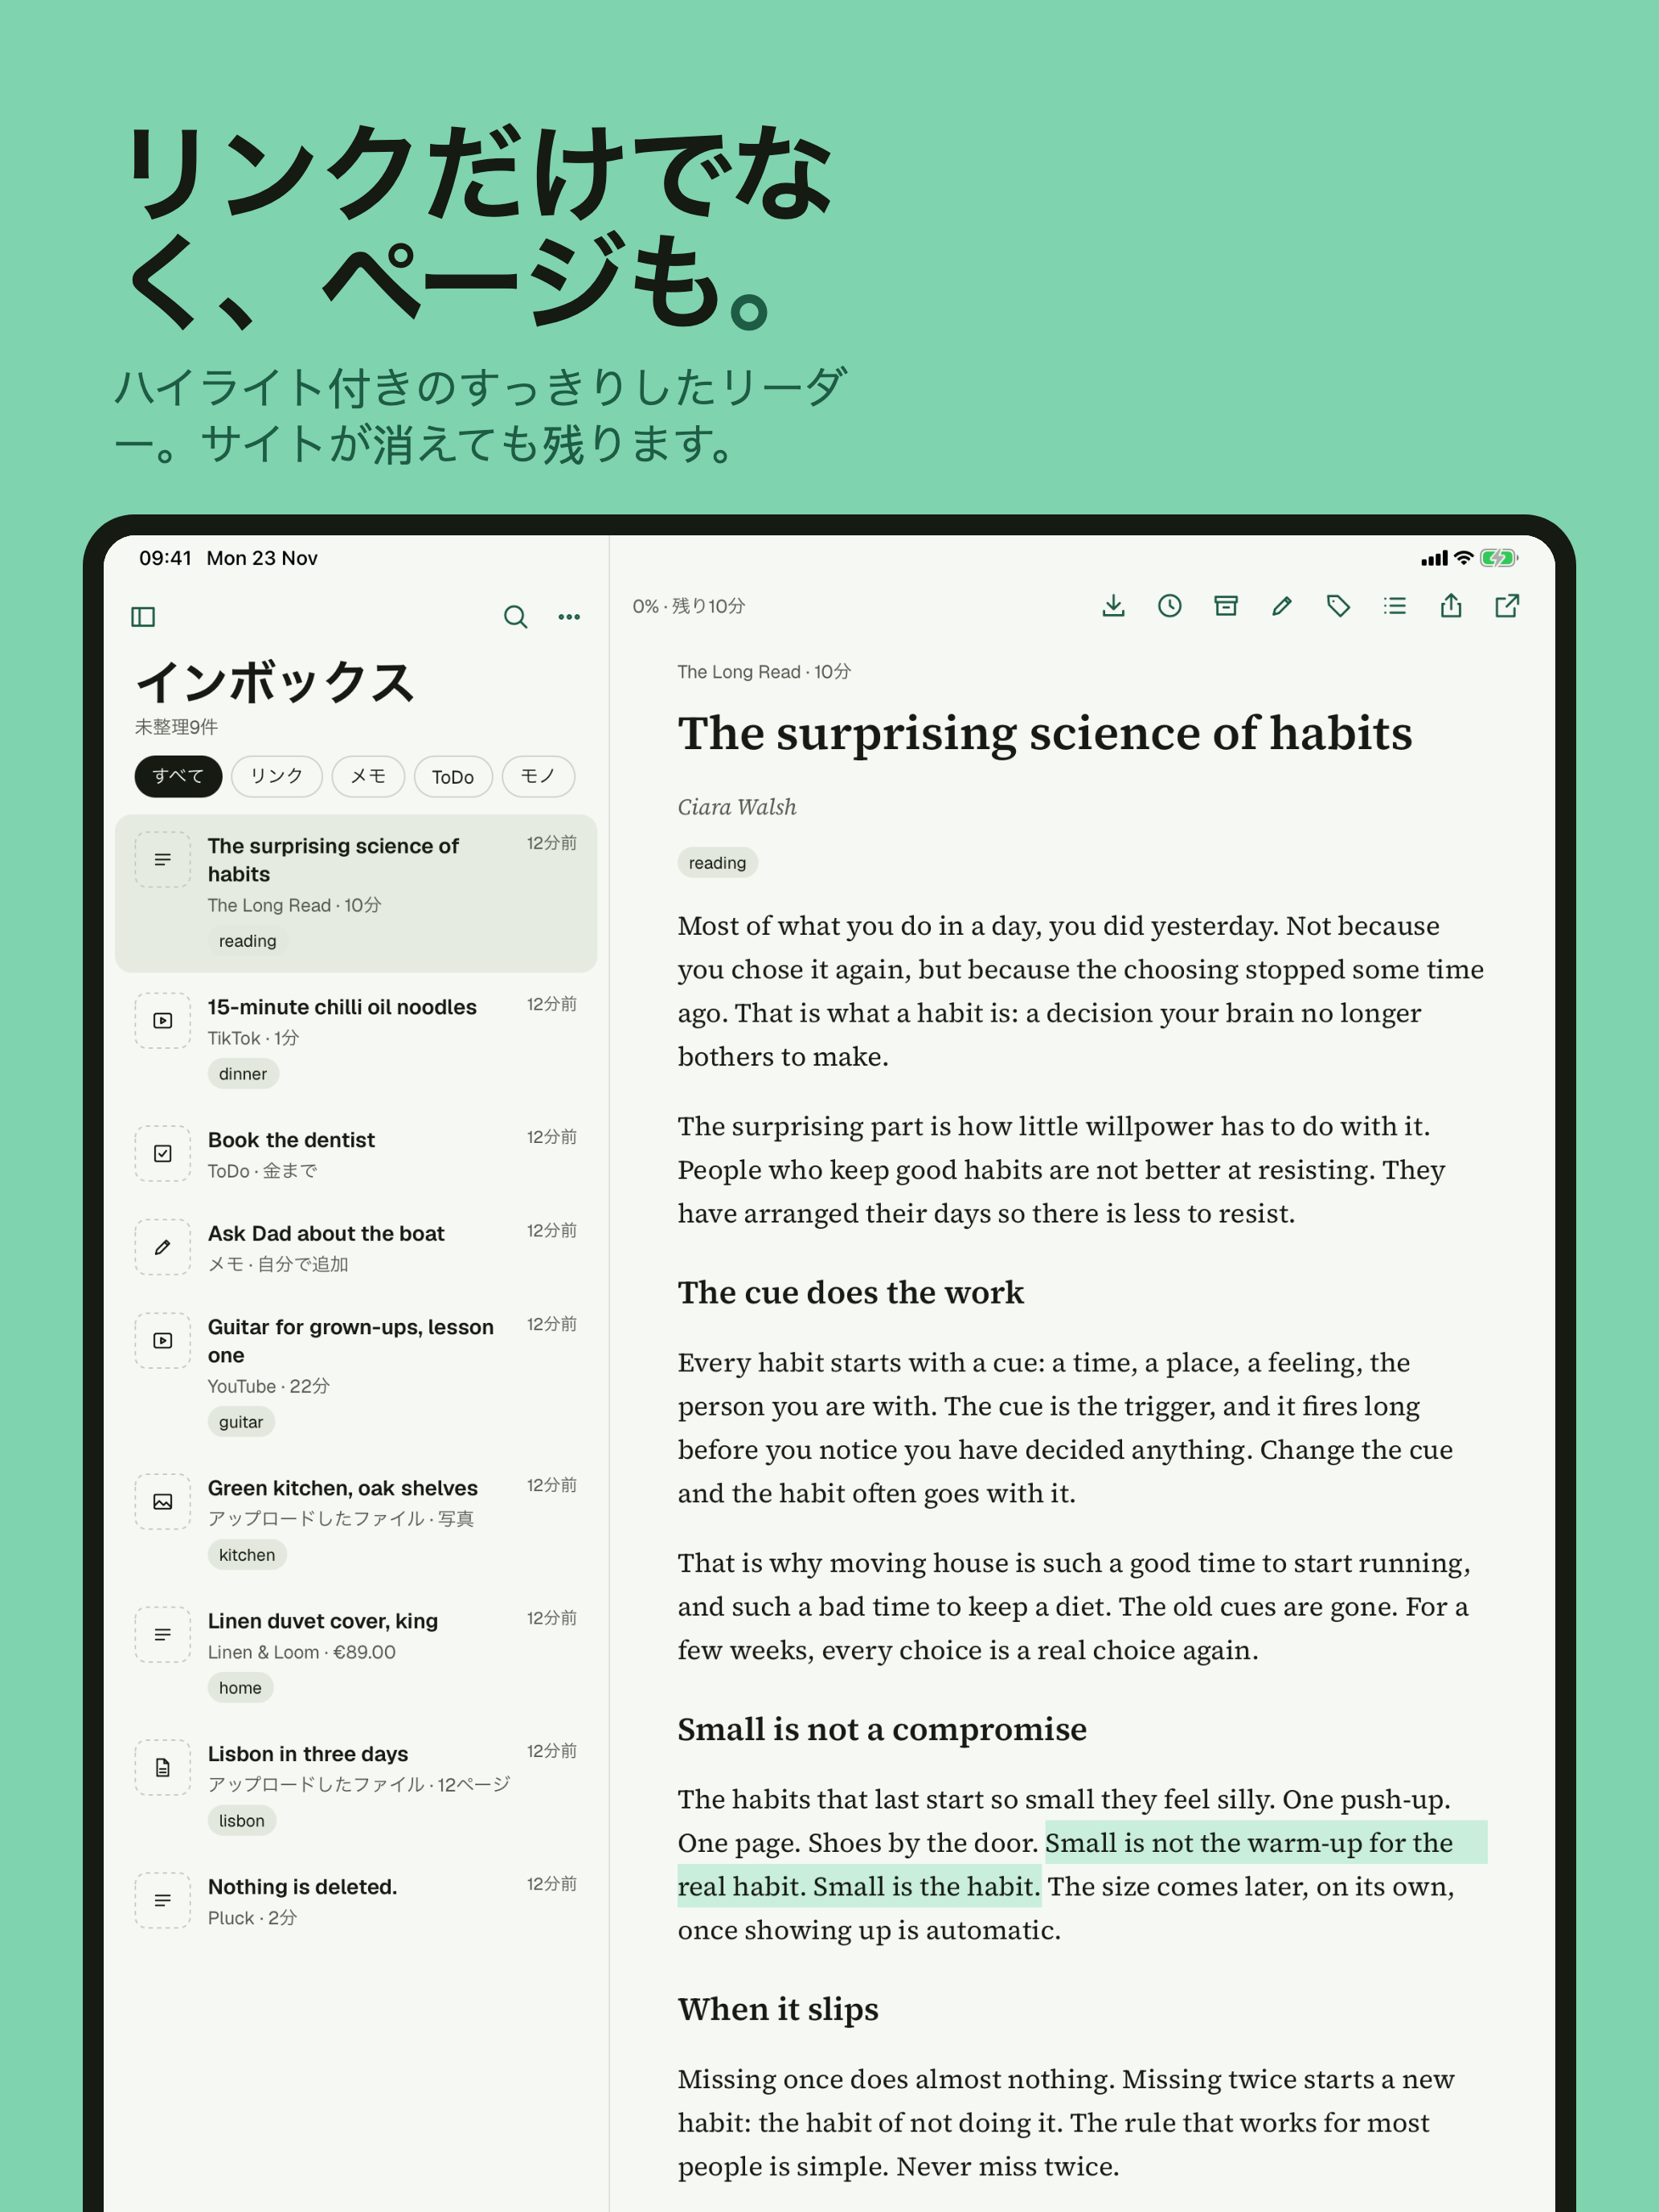 リンクだけでな
く、ページも。
ハイライト付きのすっきりしたリーダ
ー。サイトが消えても残ります。
09:41 Mon 23 Nov
インボックス
未整理9件
すべて
リンク
メモ
ToDo
モノ
The surprising science of
habits
12分前
The Long Read · 10分
reading
15-minute chilli oil noodles
12分前
TikTok · 1分
dinner
Book the dentist
12分前
ToDo · 金まで
Ask Dad about the boat
12分前
メモ · 自分で追加
Guitar for grown-ups, lesson
one
12分前
YouTube · 22分
guitar
Green kitchen, oak shelves
12分前
アップロードしたファイル · 写真
kitchen
Linen duvet cover, king
12分前
Linen & Loom · €89.00
home
Lisbon in three days
12分前
アップロードしたファイル · 12ページ
lisbon
Nothing is deleted.
12分前
Pluck · 2分
0% · 残り10分
The Long Read · 10分
The surprising science of habits
Ciara Walsh
reading
Most of what you do in a day, you did yesterday. Not because
you chose it again, but because the choosing stopped some time
ago. That is what a habit is: a decision your brain no longer
bothers to make.
The surprising part is how little willpower has to do with it.
People who keep good habits are not better at resisting. They
have arranged their days so there is less to resist.
The cue does the work
Every habit starts with a cue: a time, a place, a feeling, the
person you are with. The cue is the trigger, and it fires long
before you notice you have decided anything. Change the cue
and the habit often goes with it.
That is why moving house is such a good time to start running,
and such a bad time to keep a diet. The old cues are gone. For a
few weeks, every choice is a real choice again.
Small is not a compromise
The habits that last start so small they feel silly. One push-up.
One page. Shoes by the door. Small is not the warm-up for the
real habit. Small is the habit. The size comes later, on its own,
once showing up is automatic.
When it slips
Missing once does almost nothing. Missing twice starts a new
habit: the habit of not doing it. The rule that works for most
people is simple. Never miss twice.